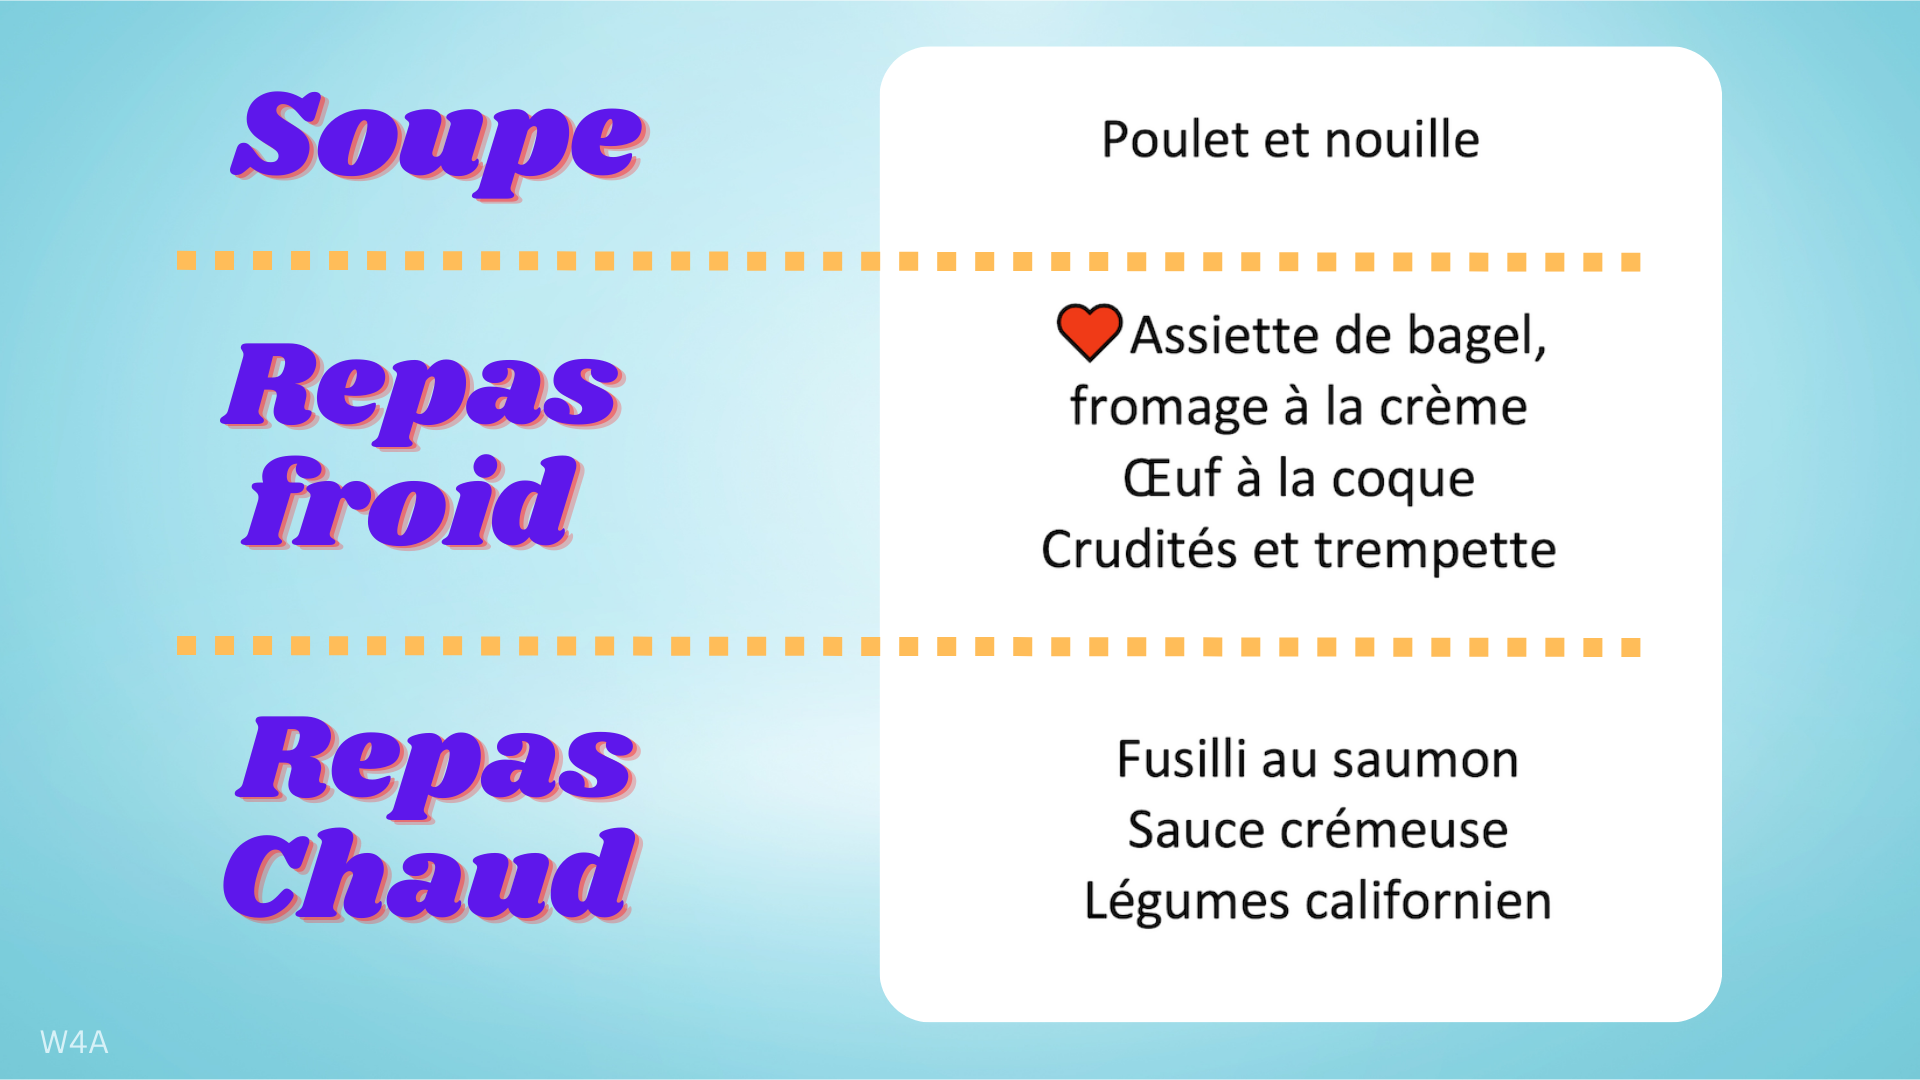 Soupe
Poulet et nouille
Repas
froid
❤️Assiette de bagel,
fromage à la crème
Œuf à la coque
Crudités et trempette
Repas
Chaud
Fusilli au saumon
Sauce crémeuse
Légumes californien
W4A